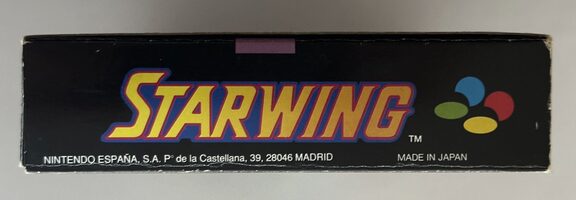 STARWING
TM
NINTENDO ESPAÑA, S.A. Pº de la Castellana, 39, 28046 MADRID
MADE IN JAPAN